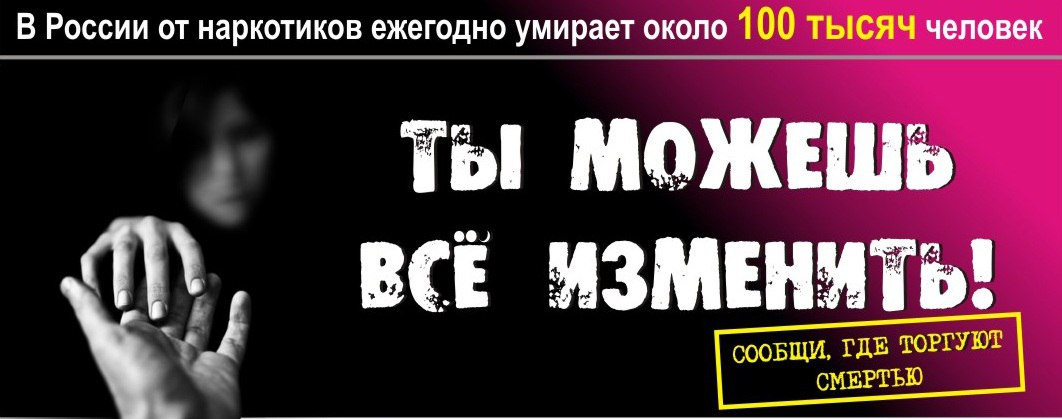 В России от наркотиков ежегодно умирает около 100 тысяч человек
ТЫ МОЖЕШЬ
ВСЁ ИЗМЕНИТЬ!
СООБЩИ, ГДЕ ТОРГУЮТ
СМЕРТЬЮ